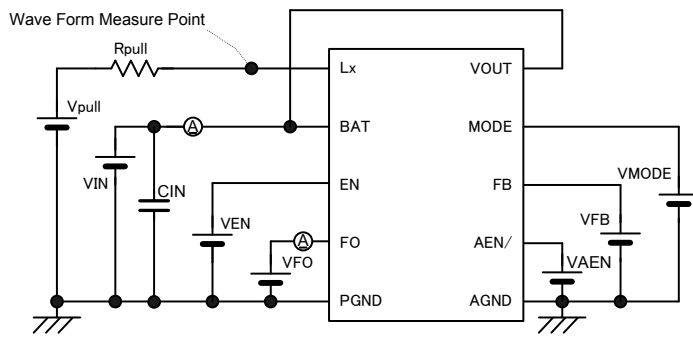 Wave Form Measure Point
Rpull
Lx
VOUT
Vpull
A
BAT
MODE
VIN
CIN
EN
FB
VMODE
VEN
VFB
A
FO
AEN/
VFO
VAEN
PGND
AGND